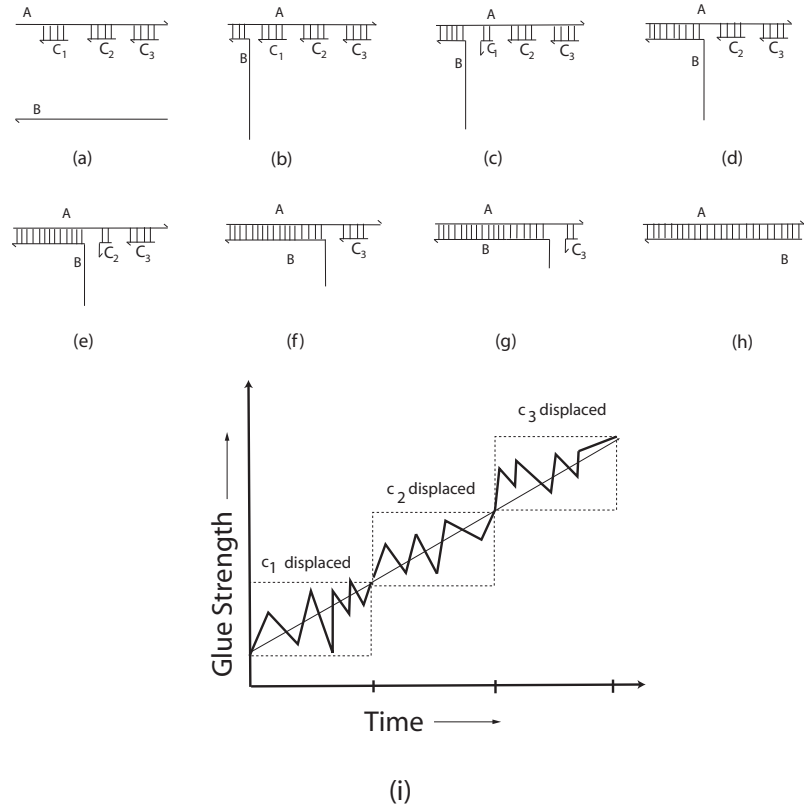 A
C1 C2 C3
B
(a)
A
B C1 C2 C3
(b)
A
B C1 C2 C3
(c)
A
B C2 C3
(d)
A
B C2 C3
(e)
A
B C3
(f)
A
B C3
(g)
A
B
(h)
c3 displaced
c2 displaced
c1 displaced
Glue Strength
Time
(i)